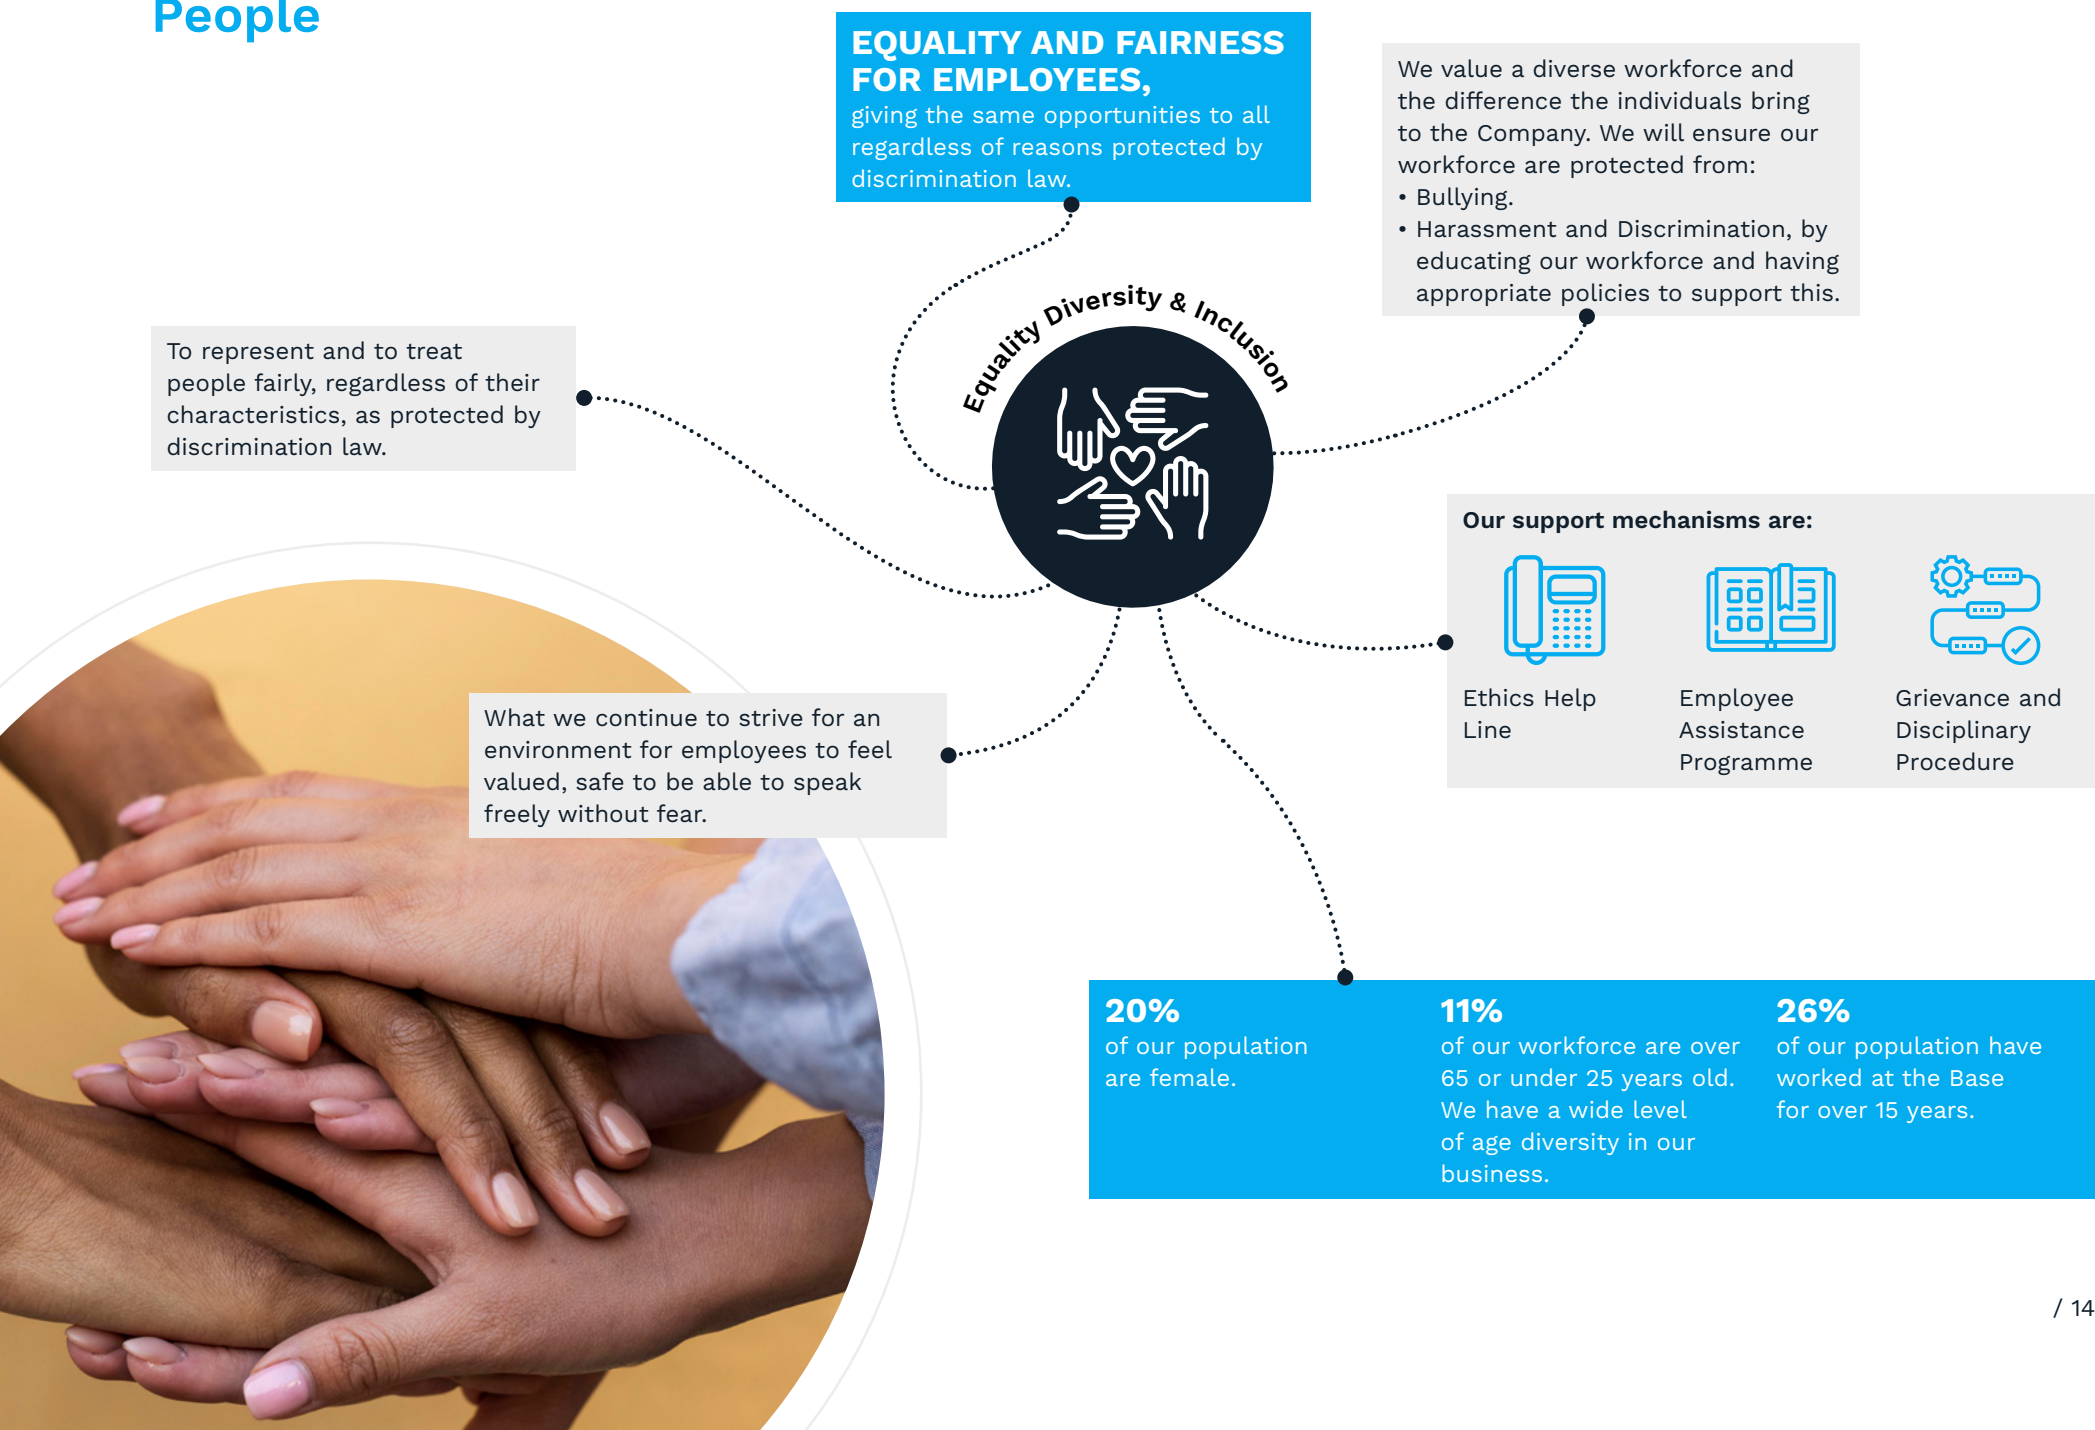 People
EQUALITY AND FAIRNESS
FOR EMPLOYEES,
giving the same opportunities to all
regardless of reasons protected by
discrimination law.
We value a diverse workforce and
the difference the individuals bring
to the Company. We will ensure our
workforce are protected from:
• Bullying.
• Harassment and Discrimination, by
educating our workforce and having
appropriate policies to support this.
Equality Diversity & Inclusion
To represent and to treat
people fairly, regardless of their
characteristics, as protected by
discrimination law.
Our support mechanisms are:
Ethics Help
Line
Employee
Assistance
Programme
Grievance and
Disciplinary
Procedure
What we continue to strive for an
environment for employees to feel
valued, safe to be able to speak
freely without fear.
20%
of our population
are female.
11%
of our workforce are over
65 or under 25 years old.
We have a wide level
of age diversity in our
business.
26%
of our population have
worked at the Base
for over 15 years.
/ 14